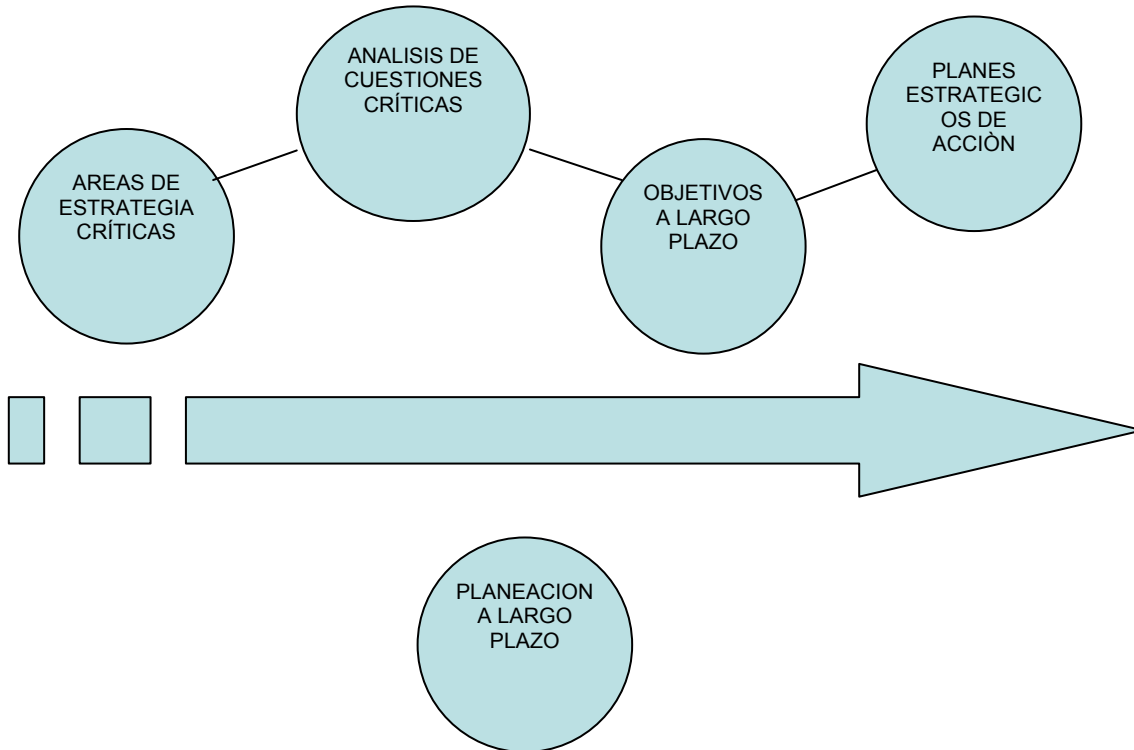 AREAS DE
ESTRATEGIA
CRÍTICAS
ANALISIS DE
CUESTIONES
CRÍTICAS
OBJETIVOS
A LARGO
PLAZO
PLANES
ESTRATEGIC
OS DE
ACCIÒN
PLANEACION
A LARGO
PLAZO